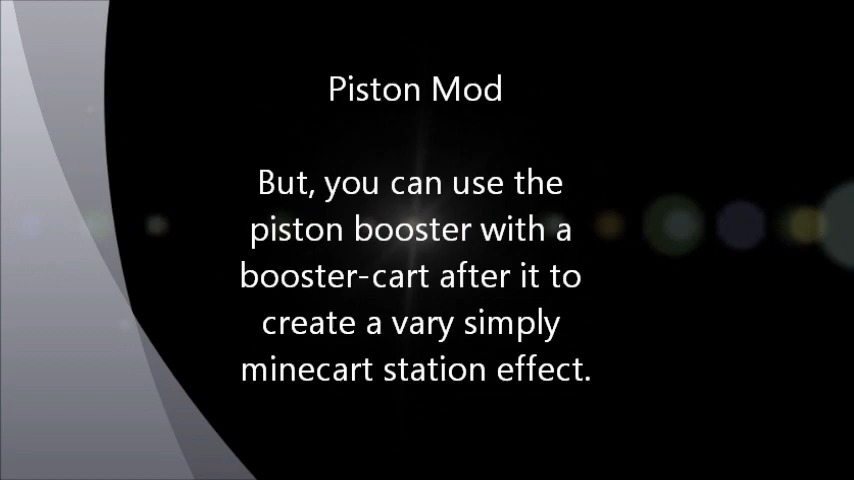 Piston Mod
But, you can use the
piston booster with a
booster-cart after it to
create a vary simply
minecart station effect.